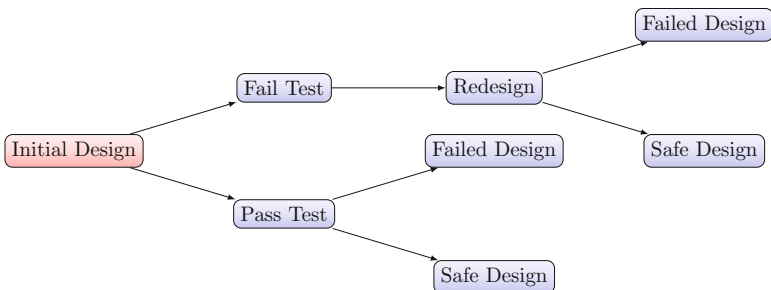 Failed Design
Fail Test
Redesign
Initial Design
Failed Design
Safe Design
Pass Test
Safe Design